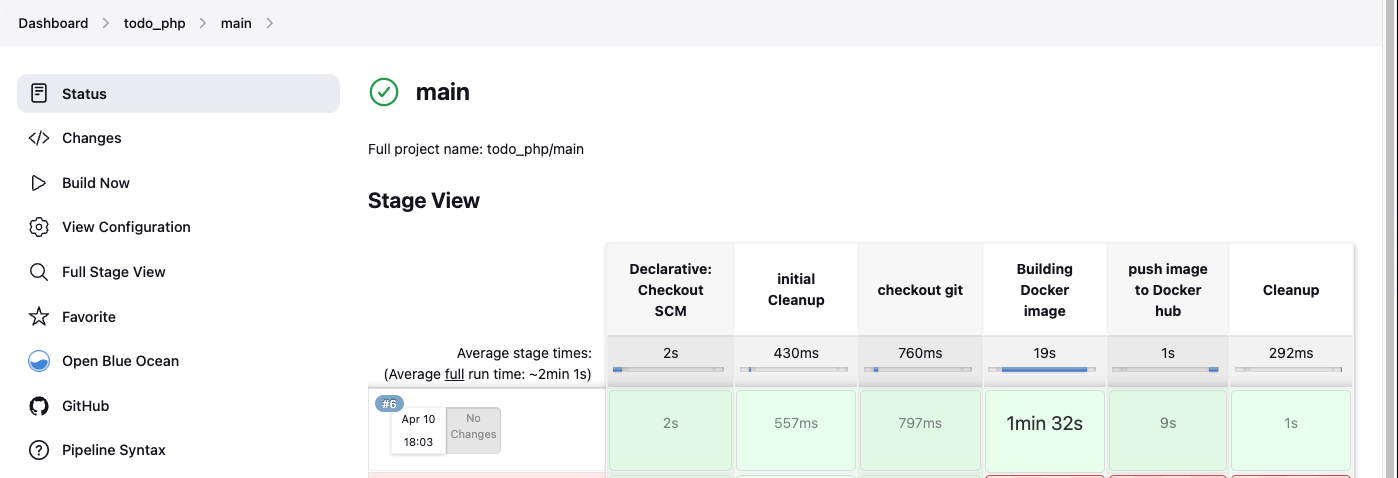 Dashboard > todo_php > main >
Status
Changes
Build Now
View Configuration
Full Stage View
Favorite
Open Blue Ocean
GitHub
Pipeline Syntax
main
Full project name: todo_php/main
Stage View
Declarative:
Checkout
SCM
initial
Cleanup
checkout git
Building
Docker
image
push image
to Docker
hub
Cleanup
Average stage times:
(Average full run time: ~2min 1s)
2s 430ms 760ms 19s 1s 292ms
#6
Apr 10
18:03
No
Changes
2s 557ms 797ms 1min 32s 9s 1s